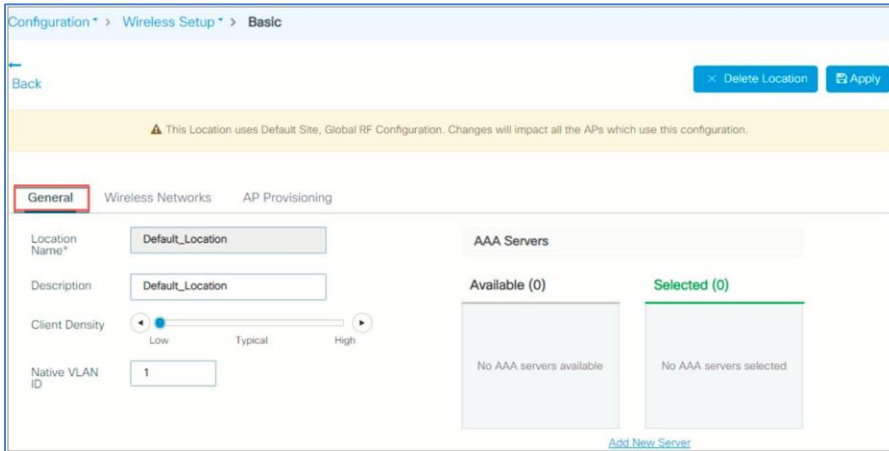 Configuration > Wireless Setup > Basic
Back
Delete Location
Apply
This Location uses Default Site, Global RF Configuration. Changes will impact all the APs which use this configuration.
General
Wireless Networks
AP Provisioning
Location
Name*
Default_Location
Description
Default_Location
Client Density
Low
Typical
High
Native VLAN
ID
1
AAA Servers
Available (0)
Selected (0)
No AAA servers available
No AAA servers selected
Add New Server